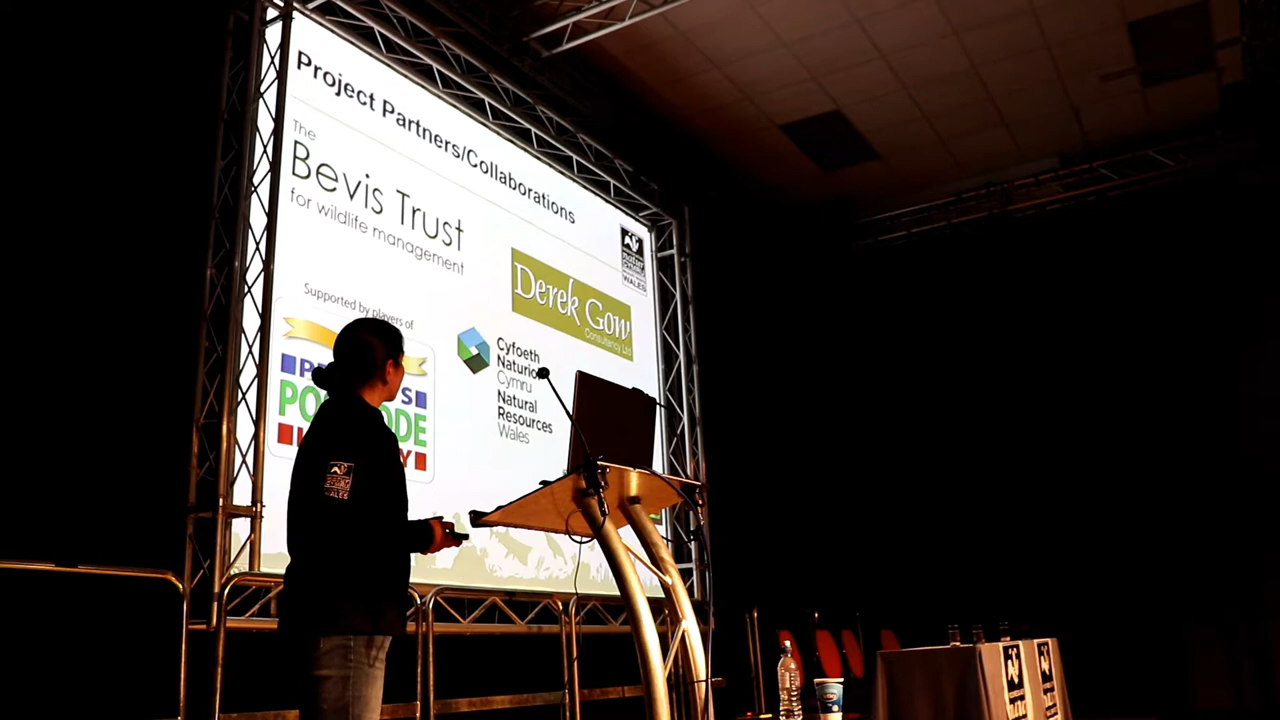 Project Partners/Collaborations
The
Bevis Trust
for wildlife management
WALES
Derek Gow
Consultancy Ltd
Supported by players of
Cyfoeth
Cymru
Natural
Resources
Wales
WALES